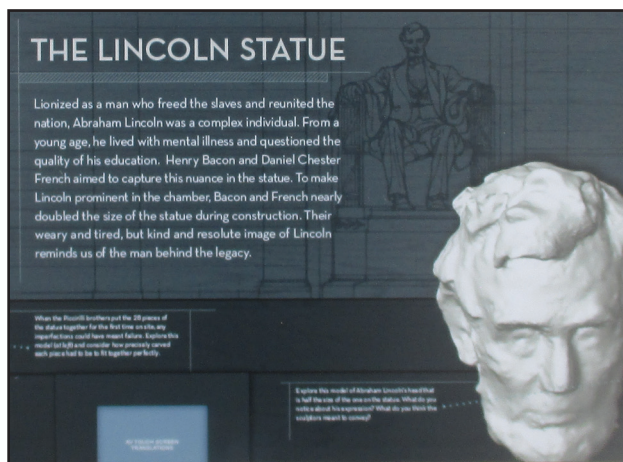 THE LINCOLN STATUE
Lionized as a man who freed the slaves and reunited the
nation, Abraham Lincoln was a complex individual. From a
young age, he lived with mental illness and questioned the
quality of his education. Henry Bacon and Daniel Chester
French aimed to capture this nuance in the statue. To make
Lincoln prominent in the chamber, Bacon and French nearly
doubled the size of the statue during construction. Their
weary and tired, but kind and resolute image of Lincoln
reminds us of the man behind the legacy.
When the Piccirilli brothers put the 28 pieces of
the statue together for the first time on site, any
imperfections could have meant failure. Explore this
model (at left) and consider how precisely carved
each piece had to be to fit together perfectly.
Explore this model of Abraham Lincoln's head that
is half the size of the one on the statue. What do you
notice about his expression? What do you think the
sculptors meant to convey?
TOUCH SCREEN
TRANSLATIONS